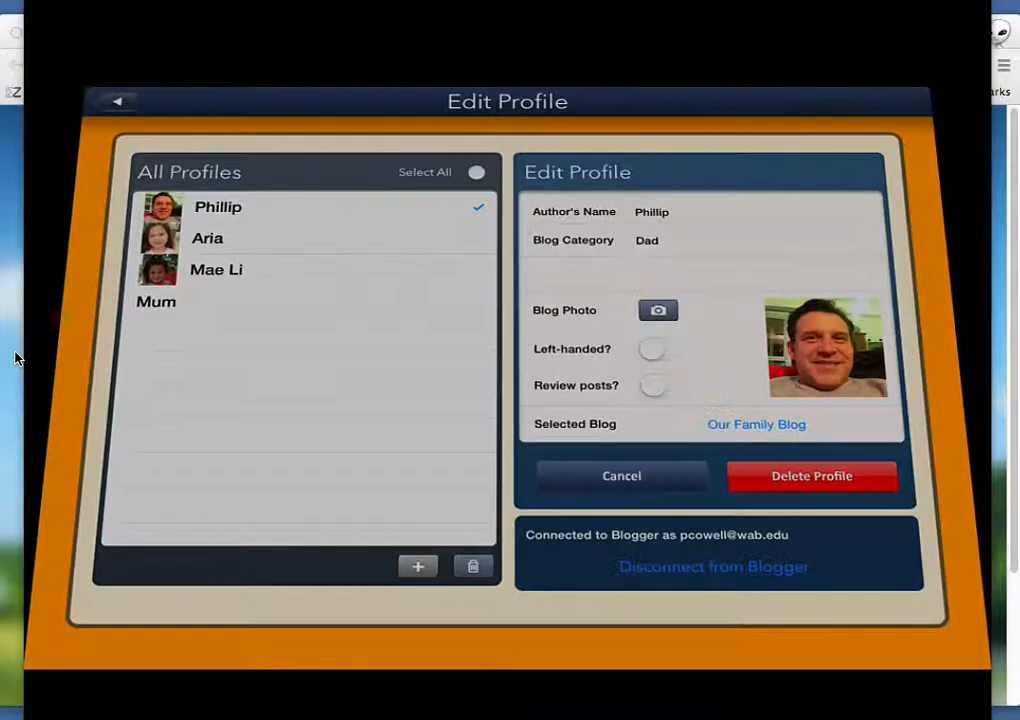 Edit Profile
All Profiles
Select All
Phillip
Aria
Mae Li
Mum
Edit Profile
Author's Name Phillip
Blog Category Dad
Blog Photo
Left-handed?
Review posts?
Selected Blog Our Family Blog
Cancel Delete Profile
Connected to Blogger as pcowell@wab.edu
Disconnect from Blogger
arks